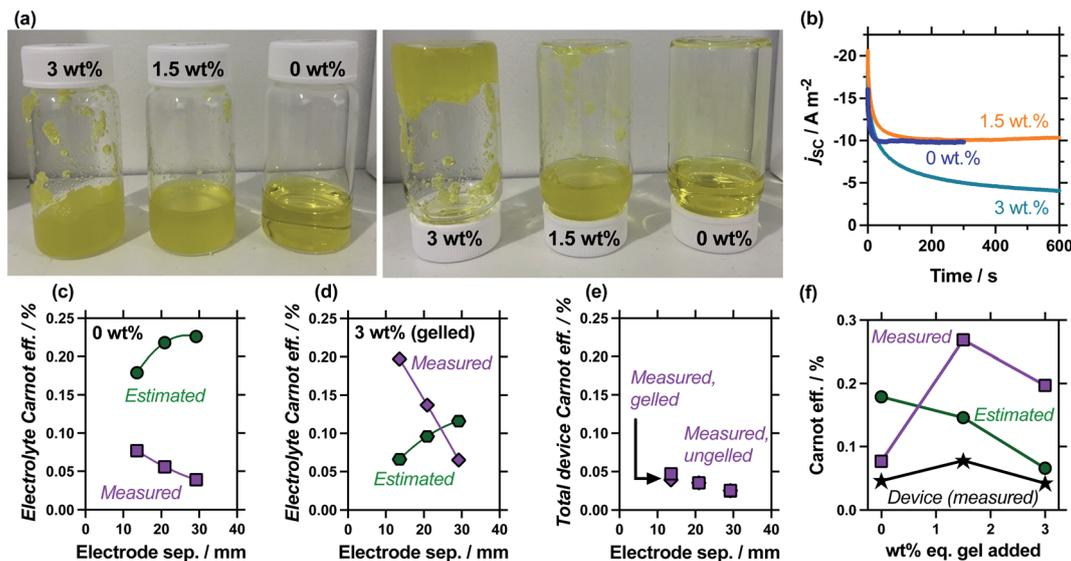 (a)
3 wt%
1.5 wt%
0 wt%
3 wt%
1.5 wt%
0 wt%
(b)
-20
-15
-10
-5
0
jSC / A m-2
1.5 wt.%
0 wt.%
3 wt.%
0 200 400 600
Time / s
(c)
0.25
0.20
0.15
0.10
0.05
0.00
Electrolyte Carnot eff. / %
0 wt%
Estimated
Measured
0 10 20 30 40
Electrode sep. / mm
(d)
0.25
0.20
0.15
0.10
0.05
0.00
Electrolyte Carnot eff. / %
3 wt% (gelled)
Measured
Estimated
0 10 20 30 40
Electrode sep. / mm
(e)
0.25
0.20
0.15
0.10
0.05
0.00
Total device Carnot eff. / %
Measured,
gelled
Measured,
ungelled
0 10 20 30 40
Electrode sep. / mm
(f)
0.3
0.2
0.1
0.0
Carnot eff. / %
Measured
Estimated
Device (measured)
0 1 2 3
wt% eq. gel added